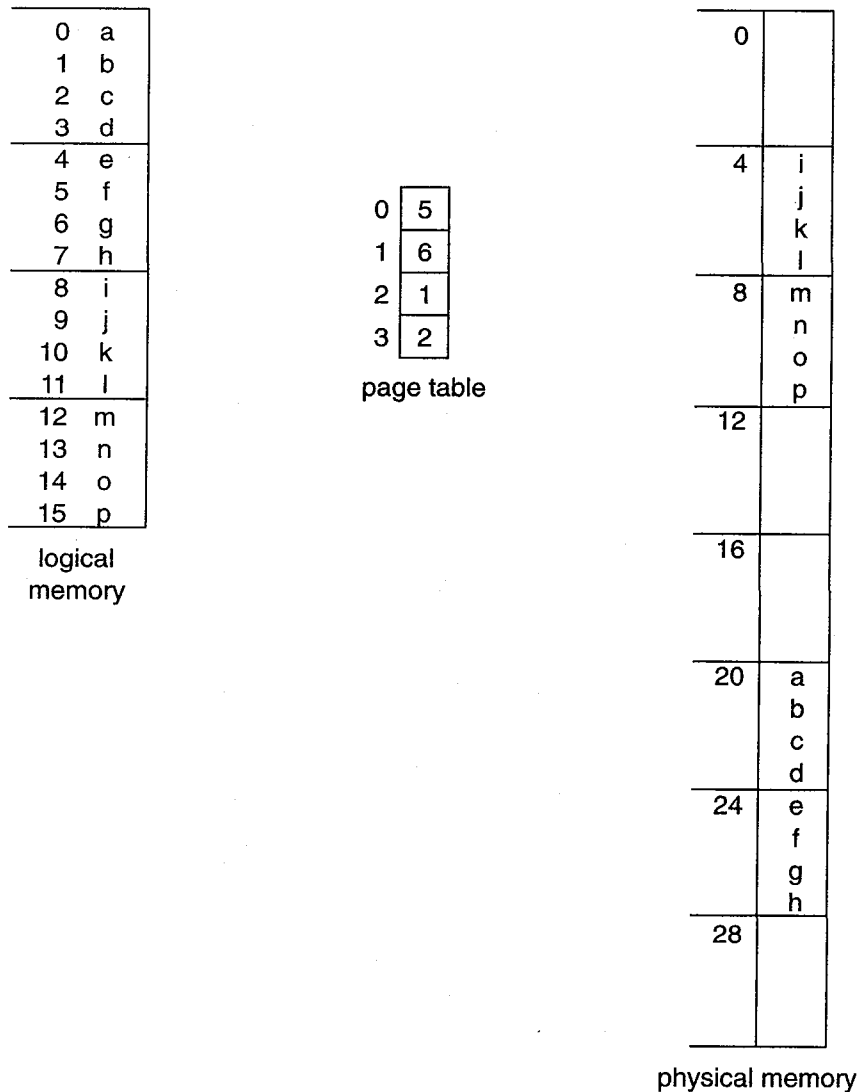 0 a
1 b
2 c
3 d
4 e
5 f
6 g
7 h
8 i
9 j
10 k
11 l
12 m
13 n
14 o
15 p
logical
memory
0 5
1 6
2 1
3 2
page table
0
4 i
j
k
l
8 m
n
o
p
12
16
20 a
b
c
d
24 e
f
g
h
28
physical memory